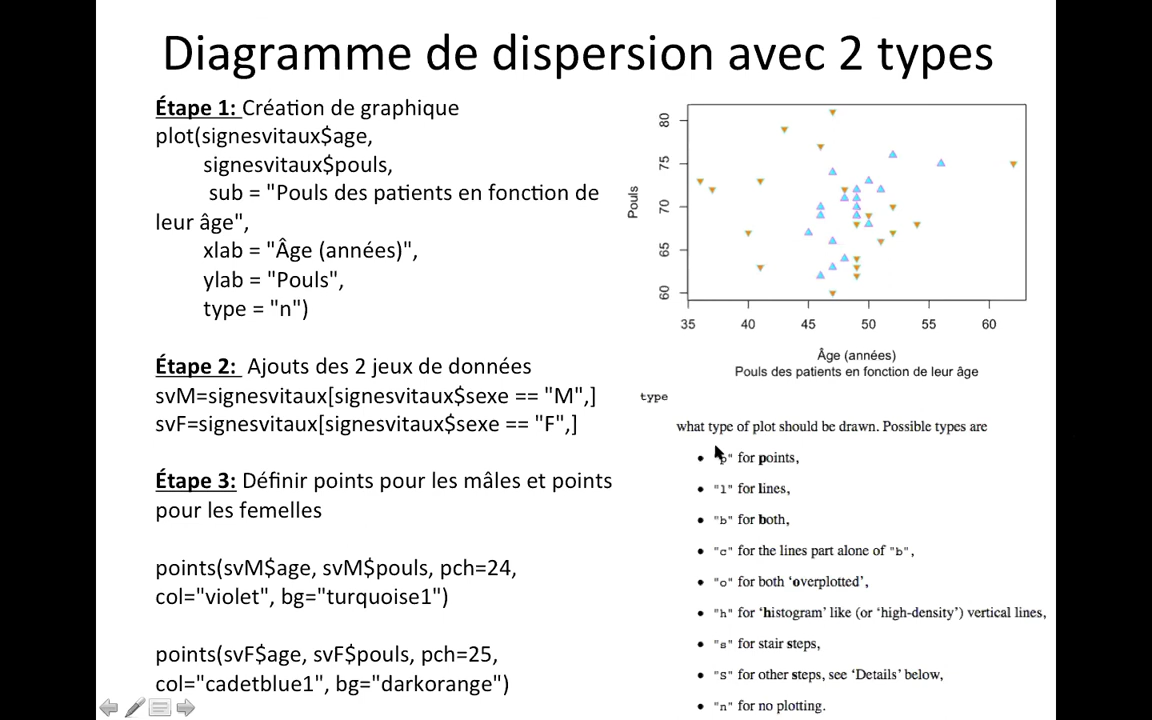 Diagramme de dispersion avec 2 types
Étape 1: Création de graphique
plot(signesvitaux$age,
signesvitaux$pouls,
sub = "Pouls des patients en fonction de
leur âge",
xlab = "Âge (années)",
ylab = "Pouls",
type = "n")
Étape 2: Ajouts des 2 jeux de données
svM=signesvitaux[signesvitaux$sexe == "M",]
svF=signesvitaux[signesvitaux$sexe == "F",]
Étape 3: Définir points pour les mâles et points
pour les femelles
points(svM$age, svM$pouls, pch=24,
col="violet", bg="turquoise1")
points(svF$age, svF$pouls, pch=25,
col="cadetblue1", bg="darkorange")
80
75
70
65
60
Pouls
35 40 45 50 55 60
Âge (années)
Pouls des patients en fonction de leur âge
type
what type of plot should be drawn. Possible types are
• "p" for points,
• "l" for lines,
• "b" for both,
• "c" for the lines part alone of "b",
• "o" for both ‘overplotted’,
• "h" for ‘histogram’ like (or ‘high-density’) vertical lines,
• "s" for stair steps,
• "S" for other steps, see ‘Details’ below,
• "n" for no plotting.